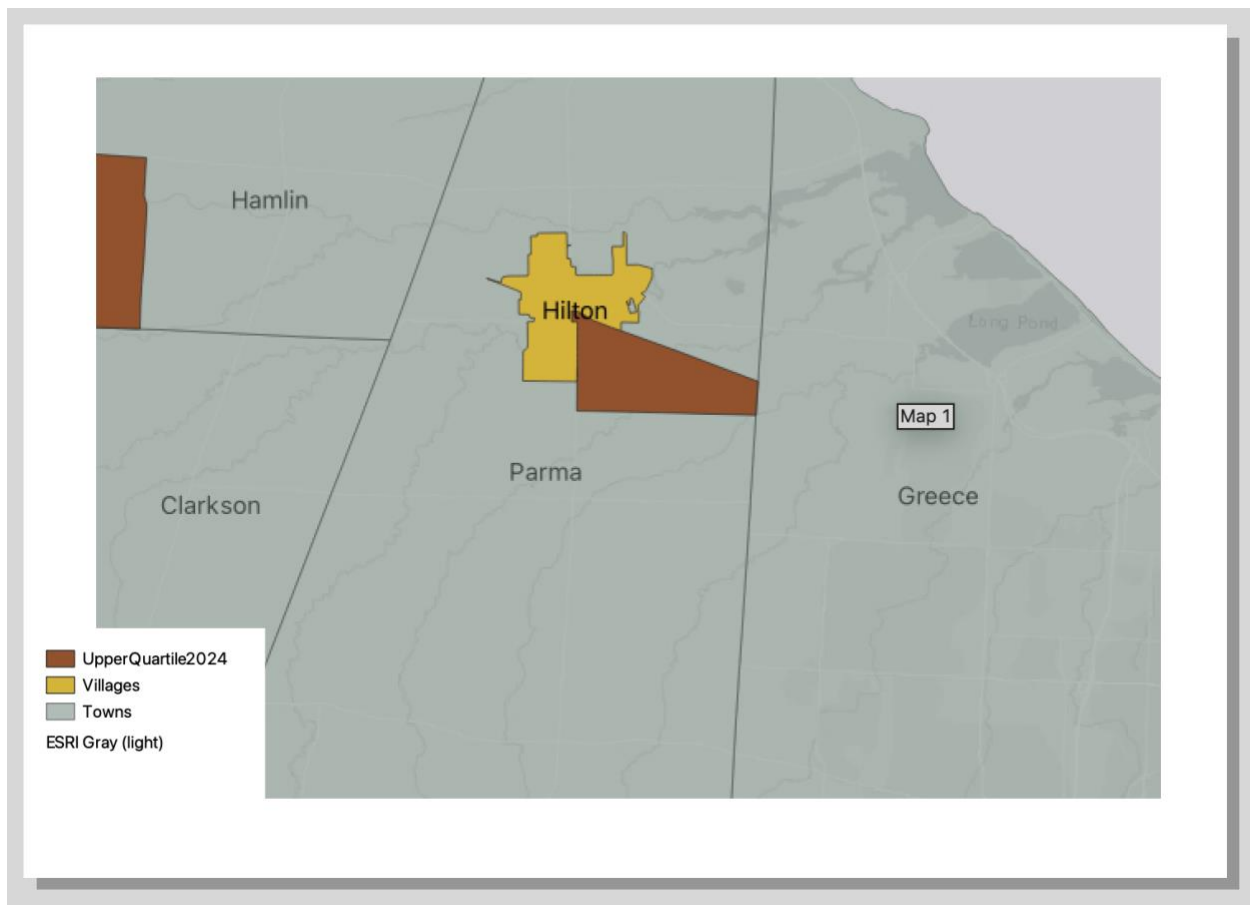 Hamlin
Hilton
Long Pond
Map 1
Parma
Greece
Clarkson
UpperQuartile2024
Villages
Towns
ESRI Gray (light)